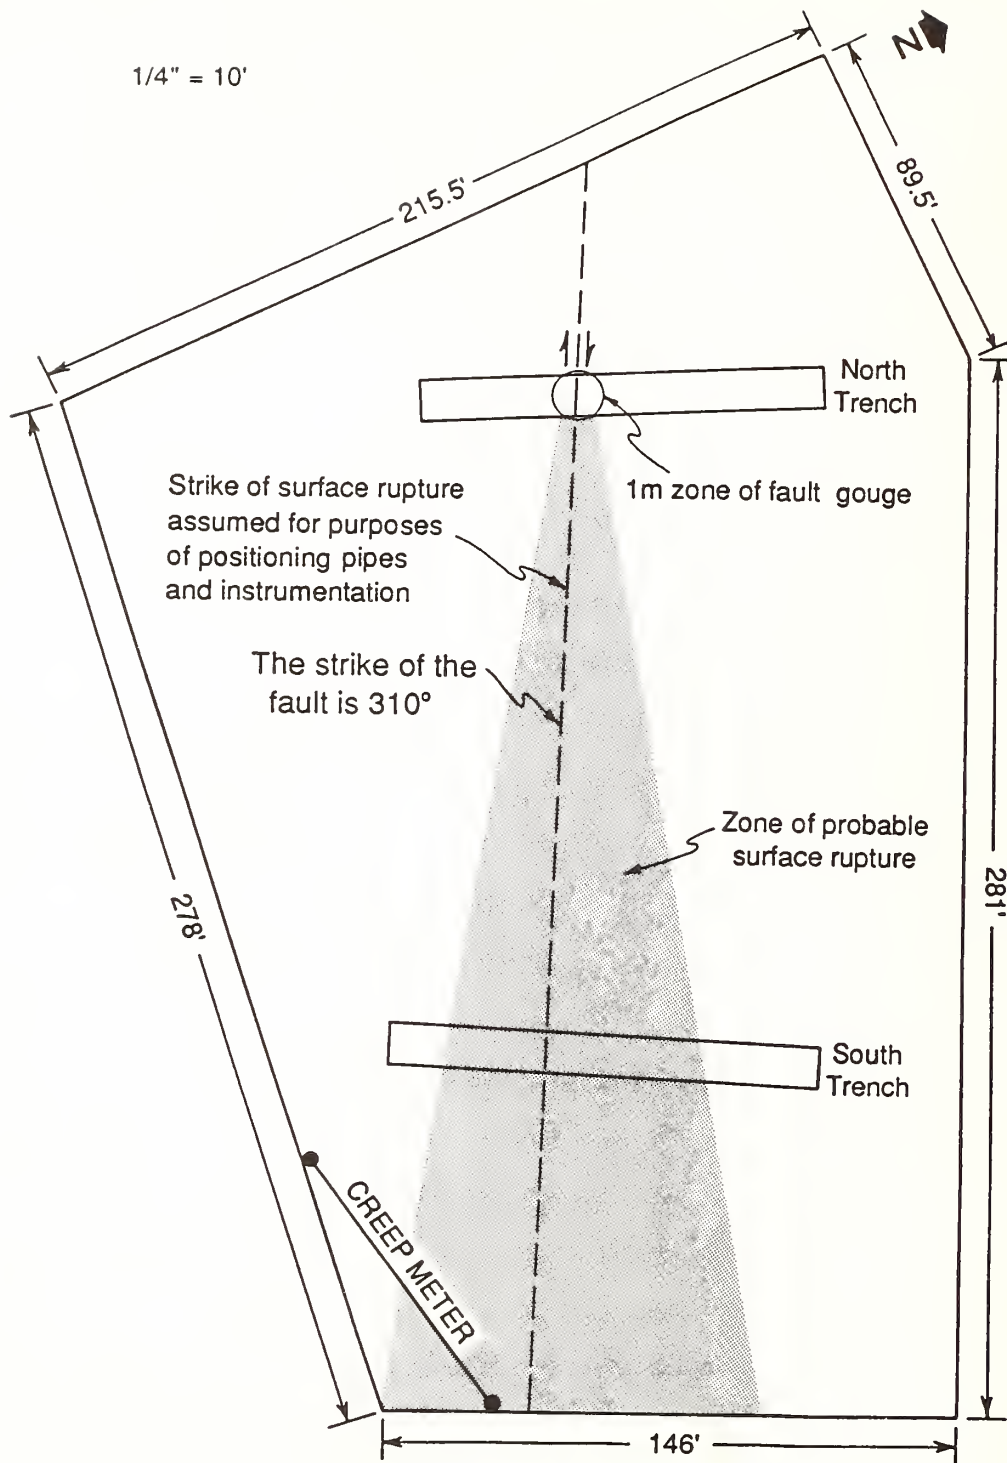 1/4" = 10'
N
215.5'
89.5'
North
Trench
1m zone of fault gouge
Strike of surface rupture
assumed for purposes
of positioning pipes
and instrumentation
The strike of the
fault is 310°
Zone of probable
surface rupture
278'
281'
South
Trench
CREEP METER
146'